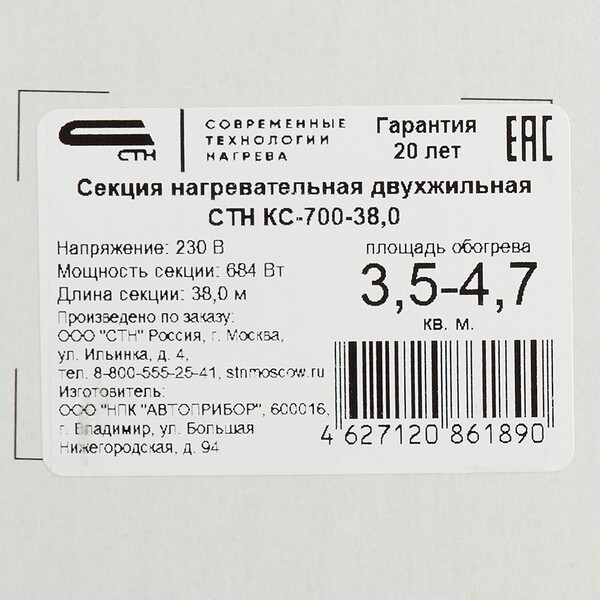 СТН
СОВРЕМЕННЫЕ
ТЕХНОЛОГИИ
НАГРЕВА
Гарантия
20 лет
EAC
Секция нагревательная двухжильная
СТН КС-700-38,0
Напряжение: 230 В
Мощность секции: 684 Вт
Длина секции: 38,0 м
Произведено по заказу:
ООО "СТН" Россия, г. Москва,
ул. Ильинка, д. 4,
тел. 8-800-555-25-41, stnmoscow.ru
Изготовитель:
ООО "НПК "АВТОПРИБОР", 600016,
г. Владимир, ул. Большая
Нижегородская, д. 94
площадь обогрева
3,5-4,7
кв. м.
4 627120 861890